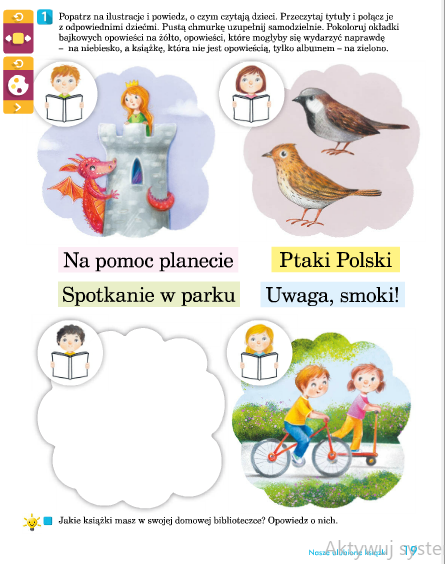 1 Popatrz na ilustracje i powiedz, o czym czytają dzieci. Przeczytaj tytuły i połącz je
z odpowiednimi dziećmi. Pustą chmurkę uzupełnij samodzielnie. Pokoloruj okładki
bajkowych opowieści na żółto, opowieści, które mogłyby się wydarzyć naprawdę
– na niebiesko, a książkę, która nie jest opowieścią, tylko albumem – na zielono.
Na pomoc planecie
Ptaki Polski
Spotkanie w parku
Uwaga, smoki!
Jakie książki masz w swojej domowej biblioteczce? Opowiedz o nich.
Aktywuj syste
Nasze ulubione książki 19